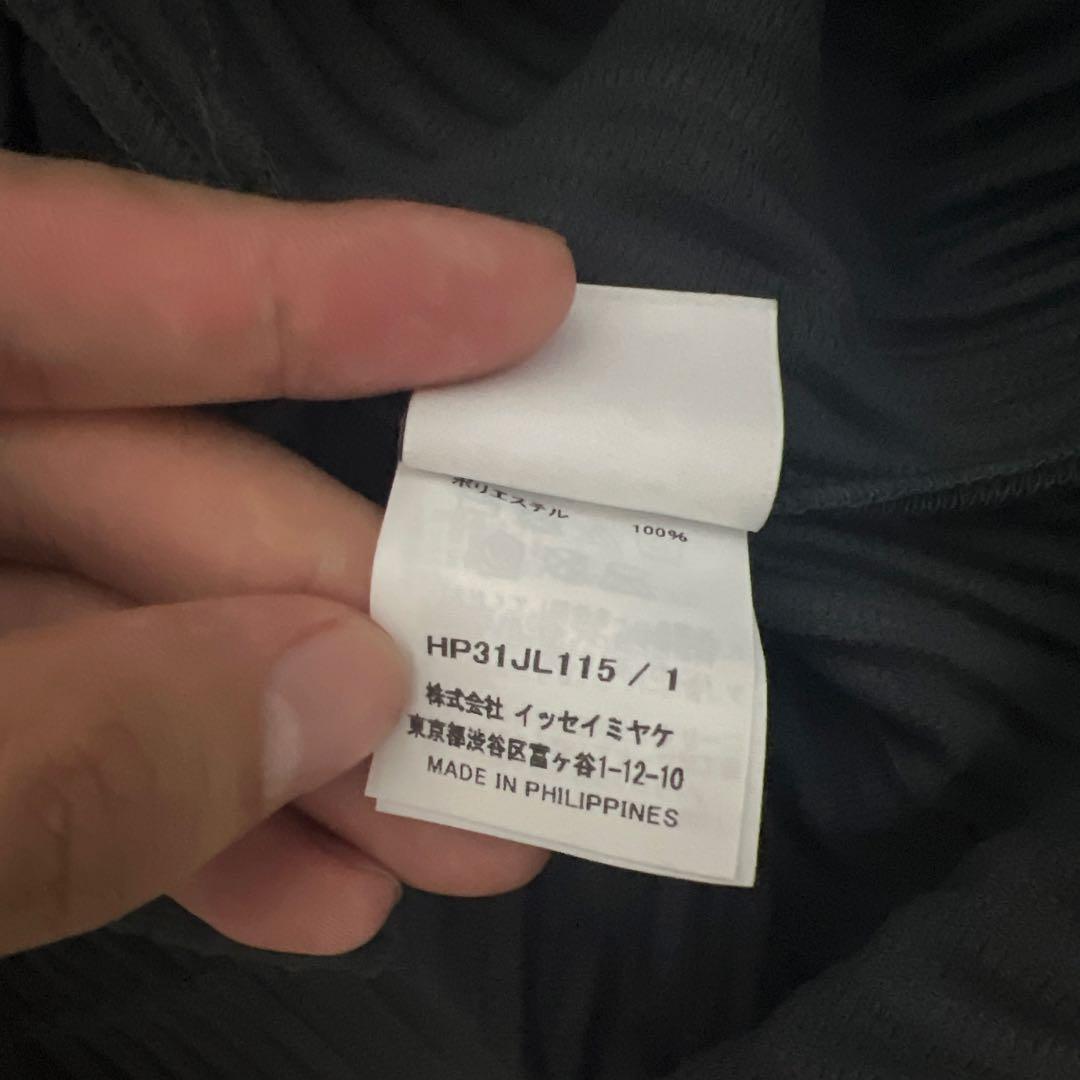 ポリエステル 100%
HP31JL115 / 1
株式会社 イッセイミヤケ
東京都渋谷区富ヶ谷1-12-10
MADE IN PHILIPPINES